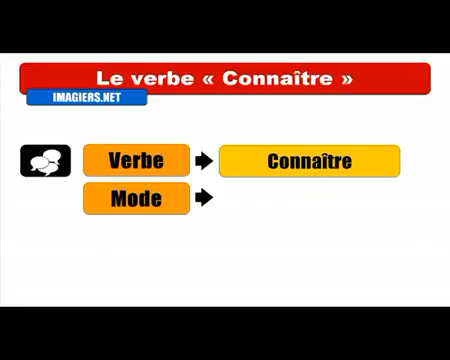 Le verbe « Connaître »
IMAGIERS.NET
Verbe Connaître
Mode